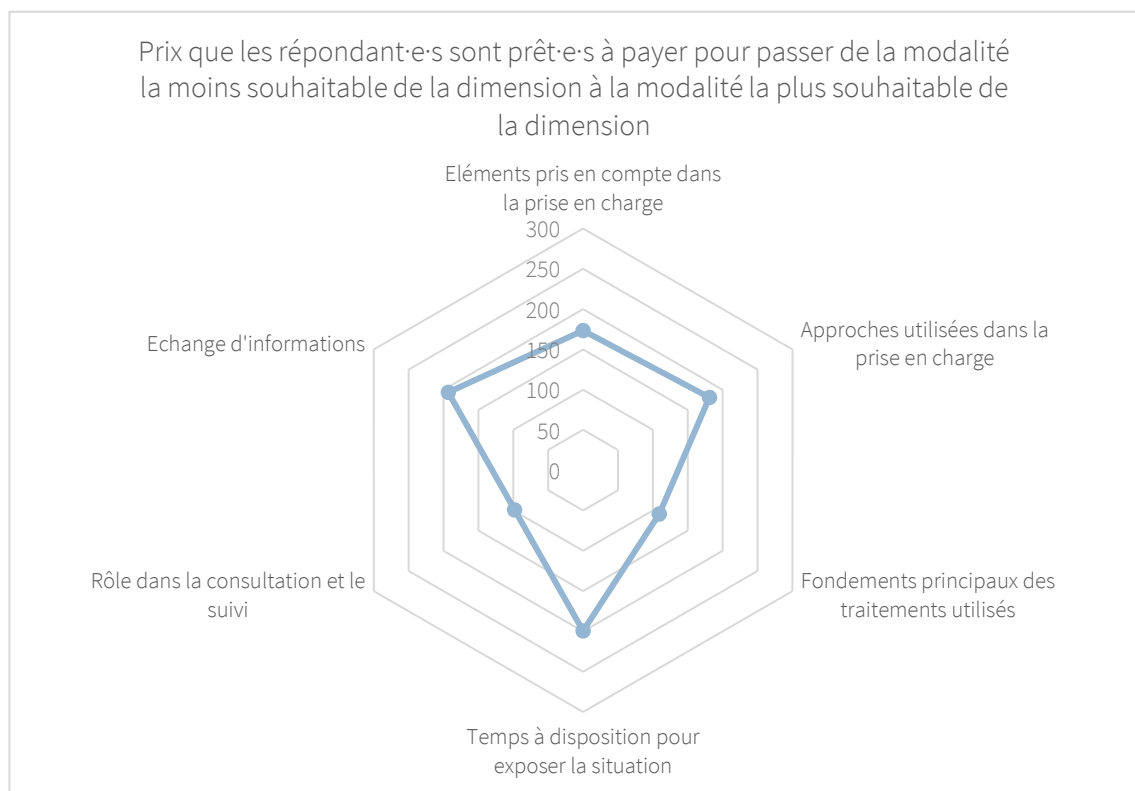 Prix que les répondant·e·s sont prêt·e·s à payer pour passer de la modalité
la moins souhaitable de la dimension à la modalité la plus souhaitable de
la dimension
Eléments pris en compte dans
la prise en charge
300
250
200
150
100
50
0
Approches utilisées dans la
prise en charge
Fondements principaux des
traitements utilisés
Temps à disposition pour
exposer la situation
Rôle dans la consultation et le
suivi
Echange d'informations